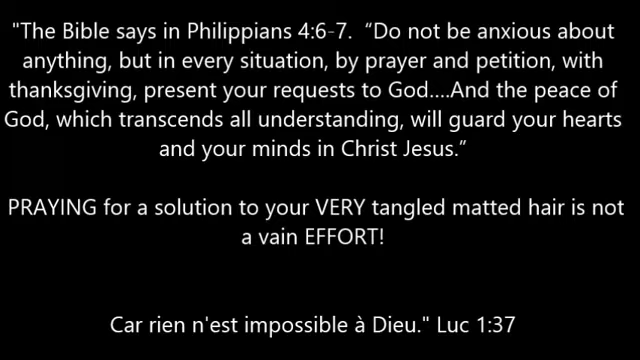 "The Bible says in Philippians 4:6-7.  “Do not be anxious about
anything, but in every situation, by prayer and petition, with
thanksgiving, present your requests to God....And the peace of
God, which transcends all understanding, will guard your hearts
and your minds in Christ Jesus.”
PRAYING for a solution to your VERY tangled matted hair is not
a vain EFFORT!
Car rien n'est impossible à Dieu." Luc 1:37